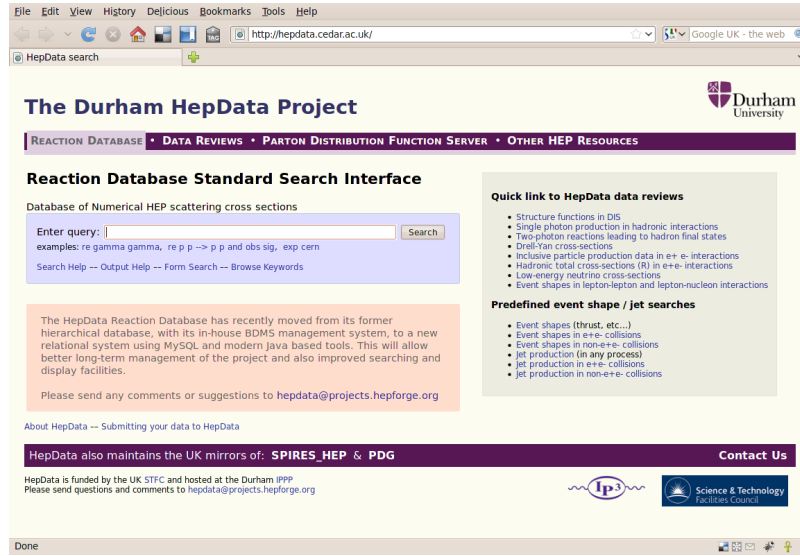 File Edit View History Delicious Bookmarks Tools Help
TAG http://hepdata.cedar.ac.uk/ Google UK - the web
HepData search
The Durham HepData Project
Durham
University
REACTION DATABASE • DATA REVIEWS • PARTON DISTRIBUTION FUNCTION SERVER • OTHER HEP RESOURCES
Reaction Database Standard Search Interface
Database of Numerical HEP scattering cross sections
Enter query: Search
examples: re gamma gamma, re p p --> p p and obs sig, exp cern
Search Help -- Output Help -- Form Search -- Browse Keywords
The HepData Reaction Database has recently moved from its former
hierarchical database, with its in-house BDMS management system, to a new
relational system using MySQL and modern Java based tools. This will allow
better long-term management of the project and also improved searching and
display facilities.
Please send any comments or suggestions to hepdata@projects.hepforge.org
Quick link to HepData data reviews
• Structure functions in DIS
• Single photon production in hadronic interactions
• Two-photon reactions leading to hadron final states
• Drell-Yan cross-sections
• Inclusive particle production data in e+ e- interactions
• Hadronic total cross-sections (R) in e+e- interactions
• Low-energy neutrino cross-sections
• Event shapes in lepton-lepton and lepton-nucleon interactions
Predefined event shape / jet searches
• Event shapes (thrust, etc...)
• Event shapes in e+e- collisions
• Event shapes in non-e+e- collisions
• Jet production (in any process)
• Jet production in e+e- collisions
• Jet production in non-e+e- collisions
About HepData -- Submitting your data to HepData
HepData also maintains the UK mirrors of: SPIRES_HEP & PDG Contact Us
HepData is funded by the UK STFC and hosted at the Durham IPPP
Please send questions and comments to hepdata@projects.hepforge.org
IP3
Science & Technology
Facilities Council
Done